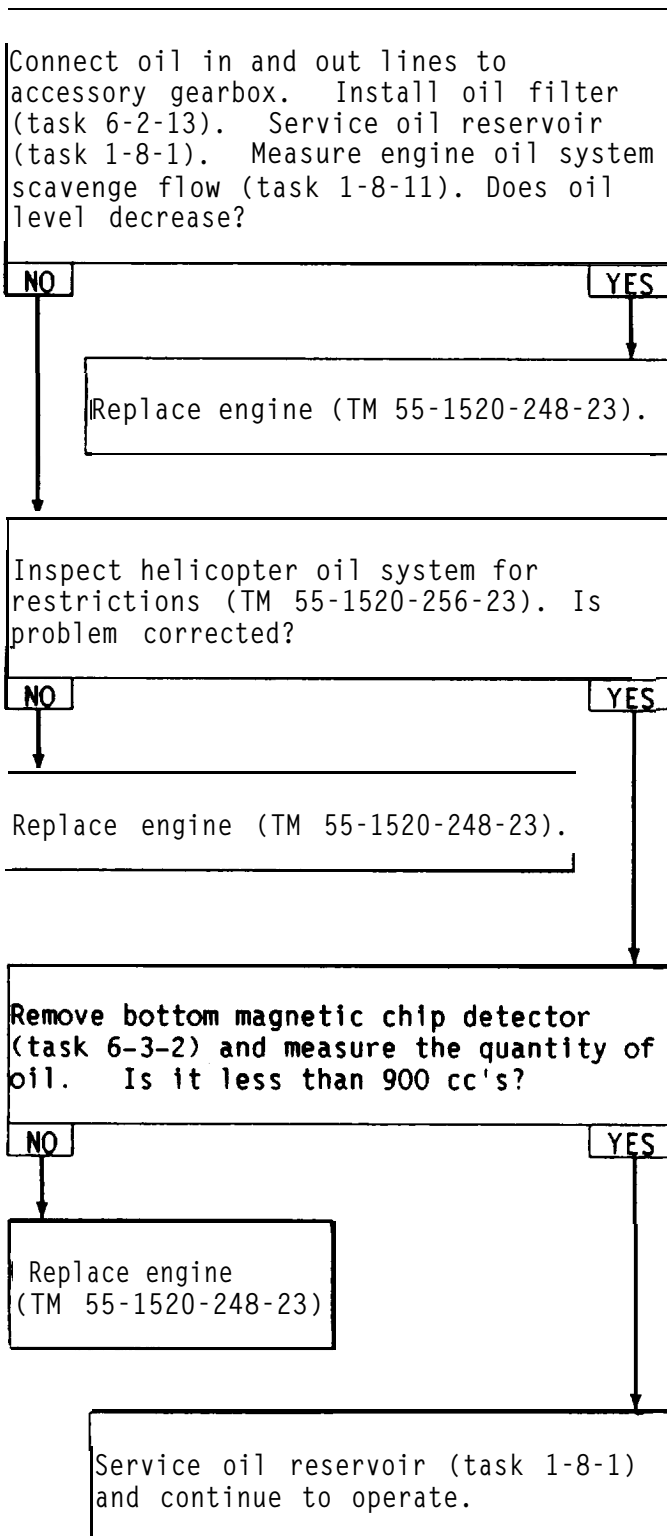 Connect oil in and out lines to
accessory gearbox. Install oil filter
(task 6-2-13). Service oil reservoir
(task 1-8-1). Measure engine oil system
scavenge flow (task 1-8-11). Does oil
level decrease?
NO YES
Replace engine (TM 55-1520-248-23).
Inspect helicopter oil system for
restrictions (TM 55-1520-256-23). Is
problem corrected?
NO YES
Replace engine (TM 55-1520-248-23).
Remove bottom magnetic chip detector
(task 6-3-2) and measure the quantity of
oil. Is it less than 900 cc's?
NO YES
Replace engine
(TM 55-1520-248-23)
Service oil reservoir (task 1-8-1)
and continue to operate.